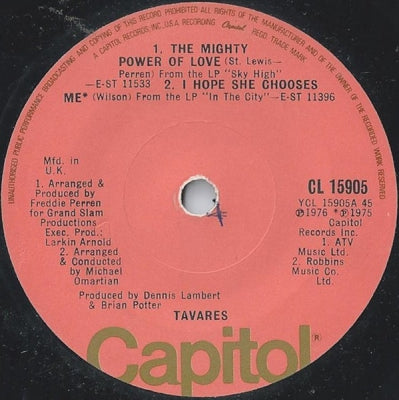 UNAUTHORISED PUBLIC PERFORMANCE BROADCASTING AND COPYING OF THIS RECORD PROHIBITED ALL RIGHTS OF THE MANUFACTURER AND OF THE OWNER OF THE RECORDED WORK RESERVED
A CAPITOL RECORDS, INC., U.S.A. RECORDING
Capitol
REGD. TRADE MARK
1. THE MIGHTY
POWER OF LOVE (St. Lewis—
Perren) From the LP "Sky High"
—E-ST 11533 2. I HOPE SHE CHOOSES
ME* (Wilson) From the LP "In The City" —E-ST 11396
Mfd. in
U.K.
1. Arranged &
Produced by
Freddie Perren
for Grand Slam
Productions
Exec. Prod.:
Larkin Arnold
2. Arranged
& Conducted
by Michael
Omartian
Produced by Dennis Lambert
& Brian Potter
CL 15905
YCL 15905A 45
℗1976 *℗1975
Capitol
Records Inc.
1. ATV
Music Ltd.
2. Robbins
Music Co.
Ltd.
TAVARES
Capitol ®